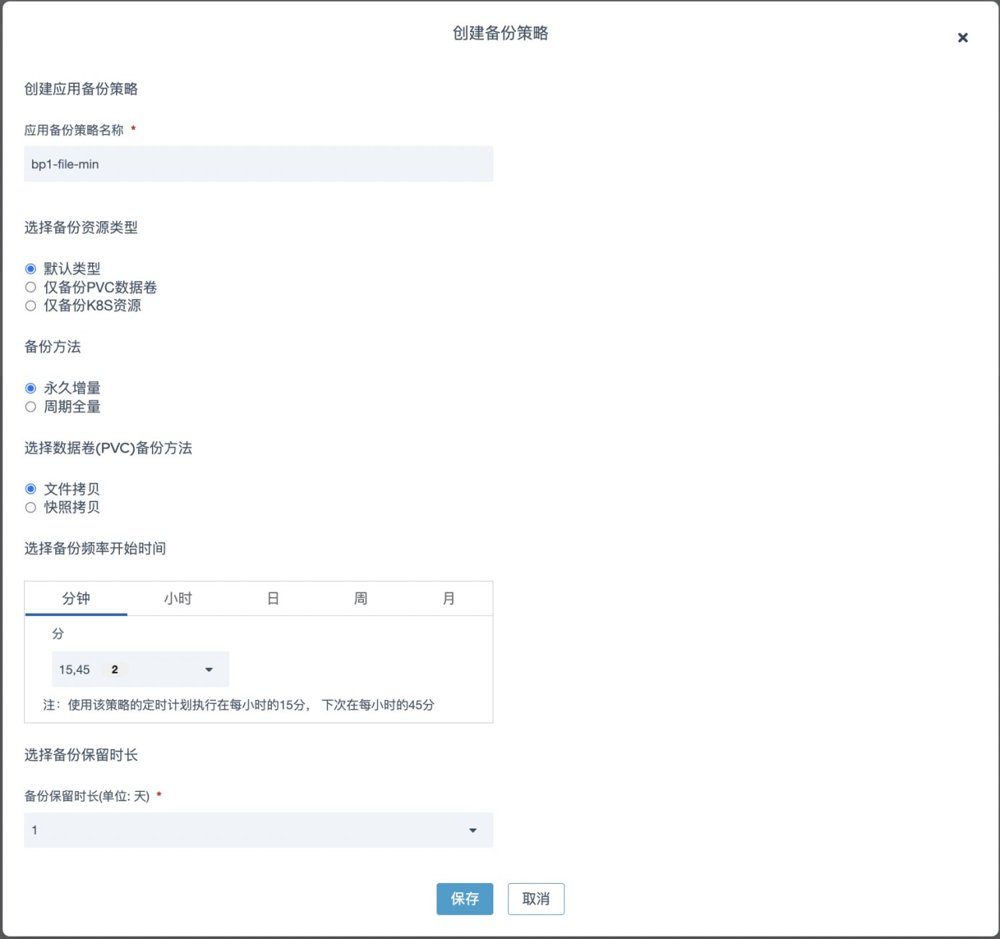 创建备份策略
创建应用备份策略
应用备份策略名称 *
bp1-file-min
选择备份资源类型
默认类型
仅备份PVC数据卷
仅备份K8S资源
备份方法
永久增量
周期全量
选择数据卷(PVC)备份方法
文件拷贝
快照拷贝
选择备份频率开始时间
分钟 小时 日 周 月
分
15,45 2
注：使用该策略的定时计划执行在每小时的15分， 下次在每小时的45分
选择备份保留时长
备份保留时长(单位: 天) *
1
保存 取消